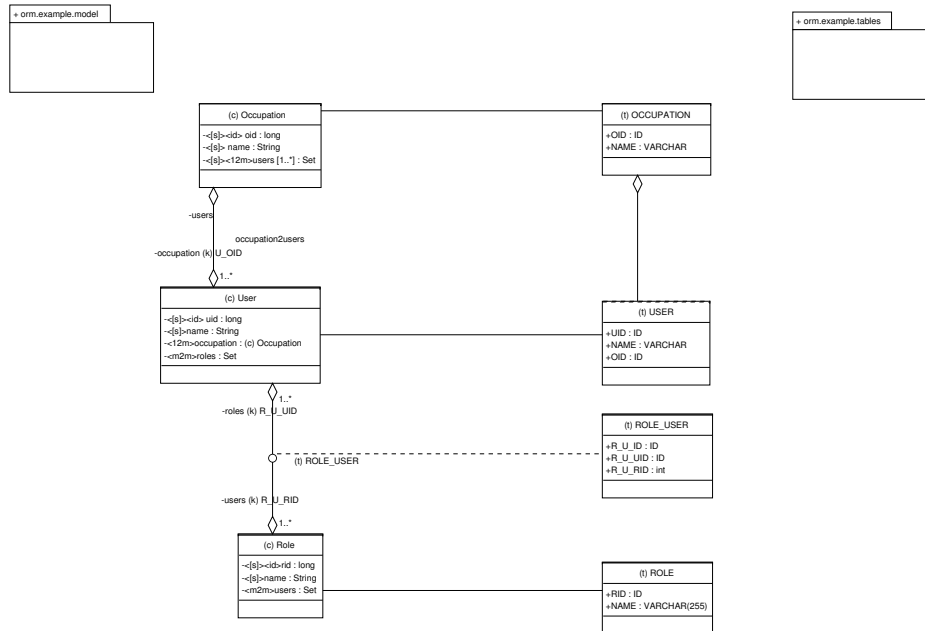 + orm.example.model
+ orm.example.tables
(c) Occupation
-<[s]><id> oid : long
-<[s]> name : String
-<[s]><12m>users [1..*] : Set
(t) OCCUPATION
+OID : ID
+NAME : VARCHAR
-users
occupation2users
-occupation (k) U_OID
1..*
(c) User
-<[s]><id> uid : long
-<[s]>name : String
-<12m>occupation : (c) Occupation
-<m2m>roles : Set
(t) USER
+UID : ID
+NAME : VARCHAR
+OID : ID
1..*
-roles (k) R_U_UID
(t) ROLE_USER
(t) ROLE_USER
+R_U_ID : ID
+R_U_UID : ID
+R_U_RID : int
-users (k) R_U_RID
1..*
(c) Role
-<[s]><id>rid : long
-<[s]>name : String
-<m2m>users : Set
(t) ROLE
+RID : ID
+NAME : VARCHAR(255)